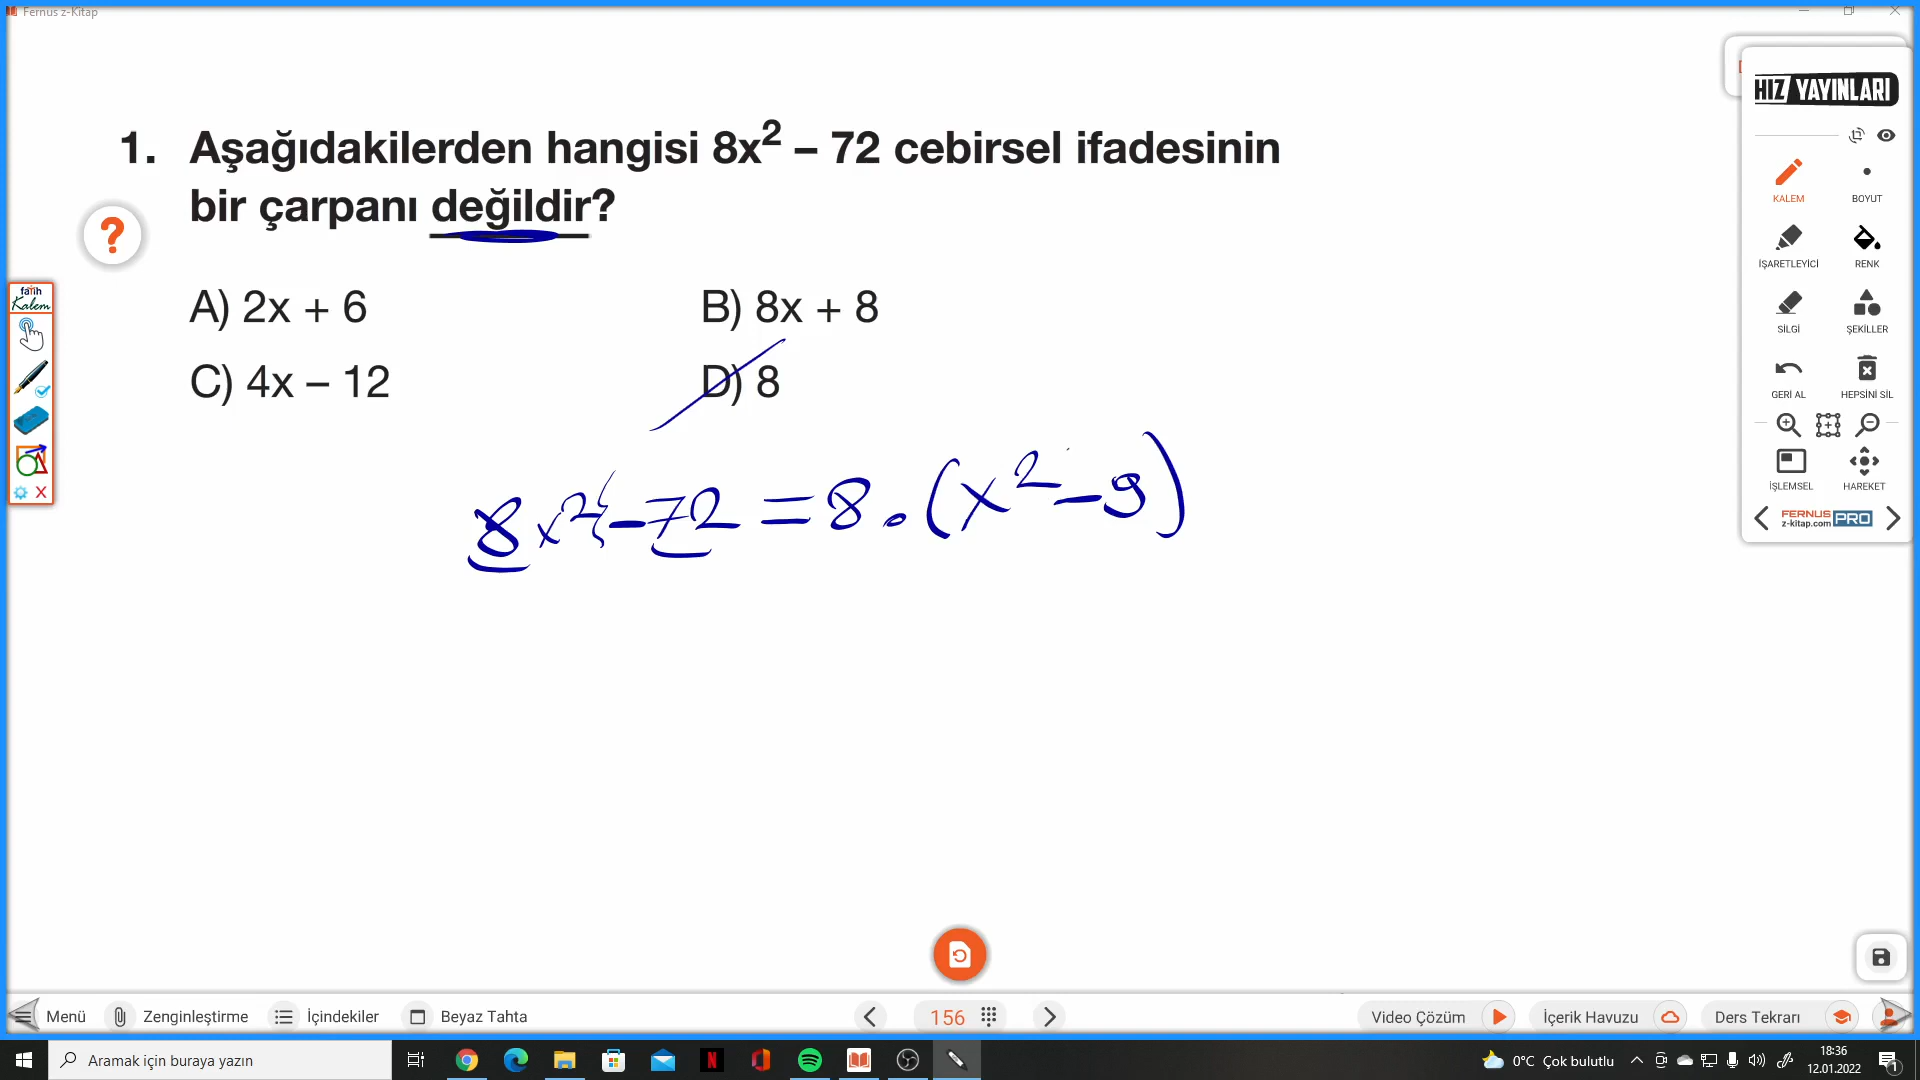 Fernus z-Kitap
1. Aşağıdakilerden hangisi 8x² – 72 cebirsel ifadesinin
bir çarpanı değildir?
?
A) 2x + 6
B) 8x + 8
C) 4x – 12
D) 8
8x² – 72 = 8 . (x² – 9)
fatih
Kalem
HIZ YAYINLARI
KALEM
BOYUT
İŞARETLEYİCİ
RENK
SİLGİ
ŞEKİLLER
GERİ AL
HEPSİNİ SİL
İŞLEMSEL
HAREKET
FERNUS
z-kitap.com PRO
Menü
Zenginleştirme
İçindekiler
Beyaz Tahta
156
Video Çözüm
İçerik Havuzu
Ders Tekrarı
Aramak için buraya yazın
0°C Çok bulutlu
18:36
12.01.2022
1